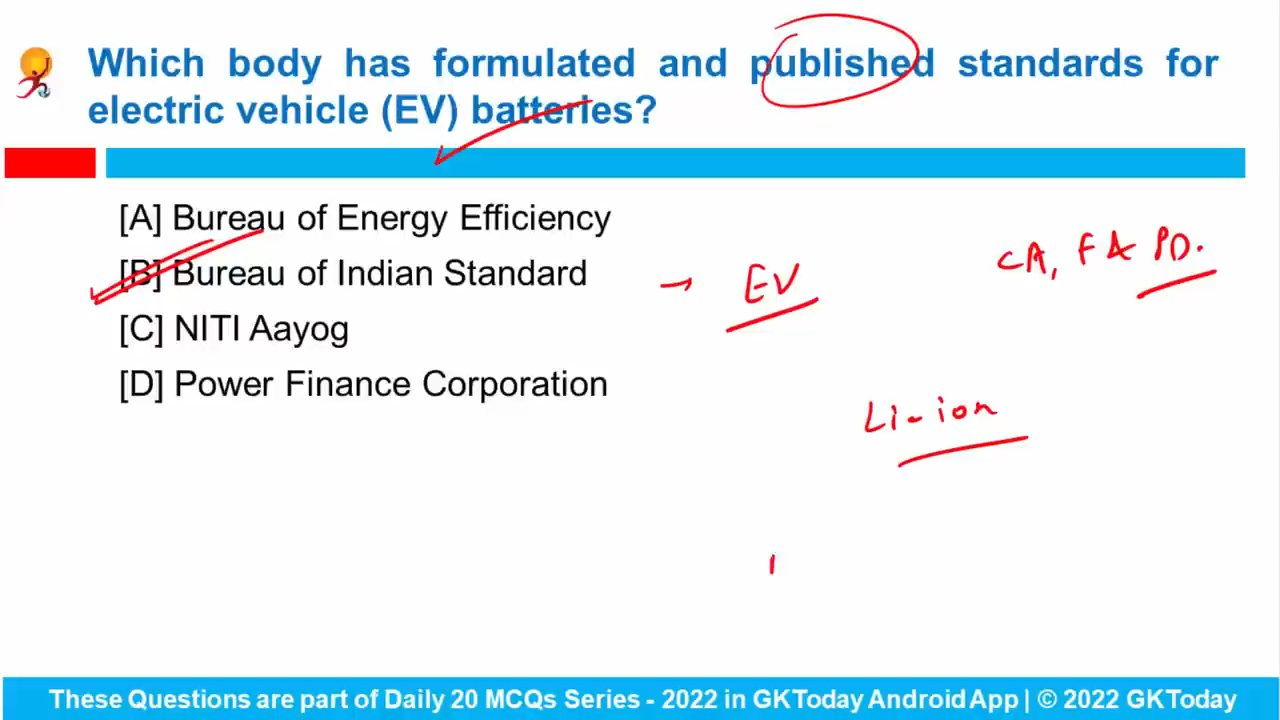 Which body has formulated and published standards for
electric vehicle (EV) batteries?
[A] Bureau of Energy Efficiency
[B] Bureau of Indian Standard
[C] NITI Aayog
[D] Power Finance Corporation
→ EV
CA, F & PD.
Li-ion
These Questions are part of Daily 20 MCQs Series - 2022 in GKToday Android App | © 2022 GKToday